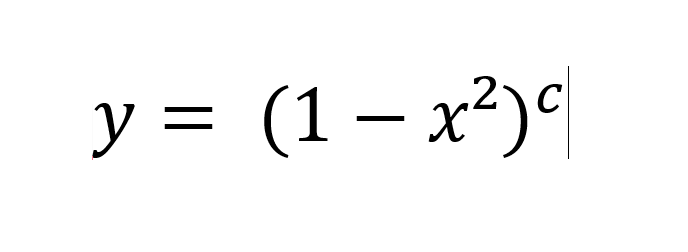 y = (1 − x²)ᶜ